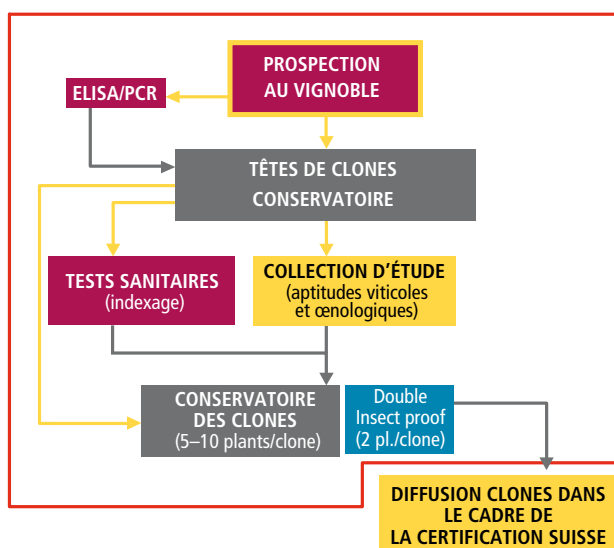 PROSPECTION
AU VIGNOBLE
ELISA/PCR
TÊTES DE CLONES
CONSERVATOIRE
TESTS SANITAIRES
(indexage)
COLLECTION D’ÉTUDE
(aptitudes viticoles
et œnologiques)
CONSERVATOIRE
DES CLONES
(5–10 plants/clone)
Double
Insect proof
(2 pl./clone)
DIFFUSION CLONES DANS
LE CADRE DE
LA CERTIFICATION SUISSE